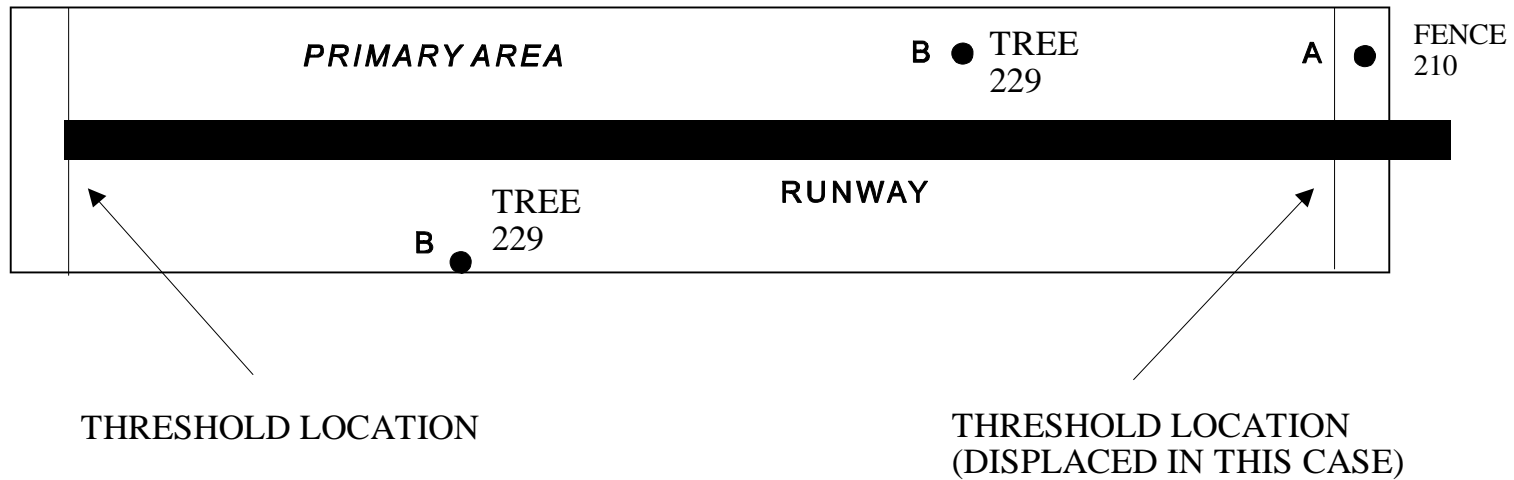 PRIMARY AREA
B
TREE
229
A
FENCE
210
RUNWAY
B
TREE
229
THRESHOLD LOCATION
THRESHOLD LOCATION
(DISPLACED IN THIS CASE)